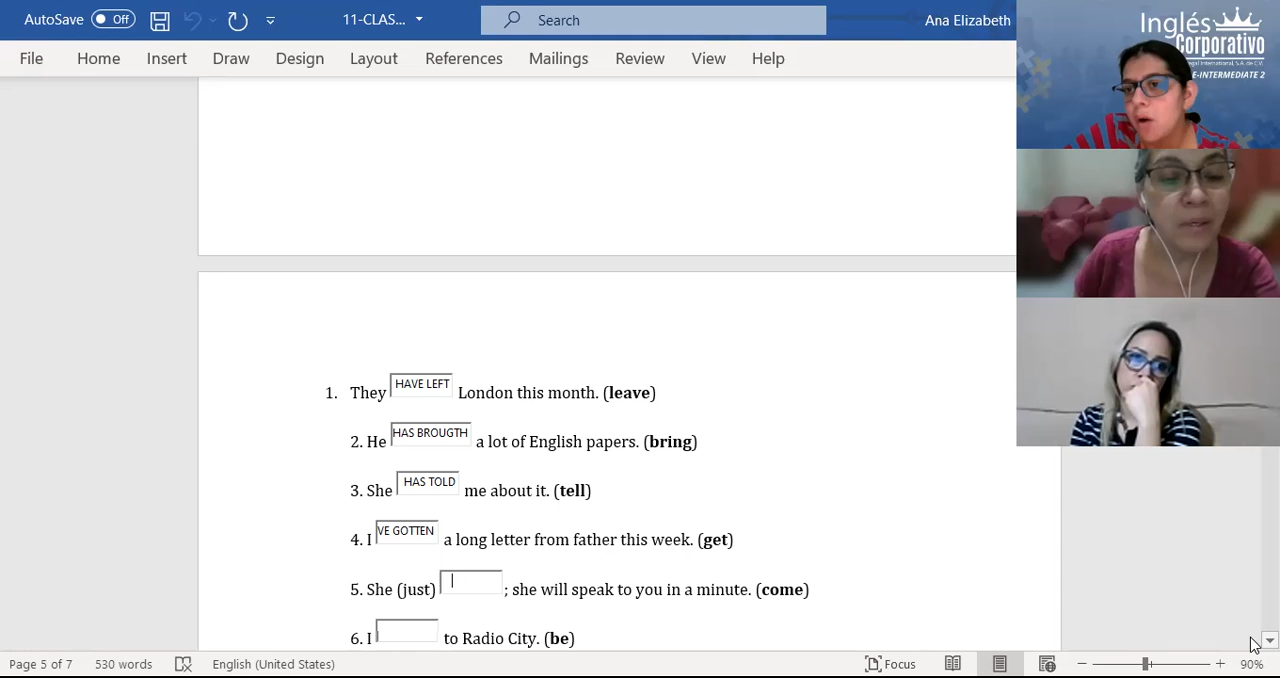 AutoSave Off 11-CLAS... Search Ana Elizabeth
Inglés
Corporativo
egal International, S.A. de C.V.
E-INTERMEDIATE 2
File Home Insert Draw Design Layout References Mailings Review View Help
1. They HAVE LEFT London this month. (leave)
2. He HAS BROUGTH a lot of English papers. (bring)
3. She HAS TOLD me about it. (tell)
4. I VE GOTTEN a long letter from father this week. (get)
5. She (just) ; she will speak to you in a minute. (come)
6. I to Radio City. (be)
Page 5 of 7 530 words English (United States) Focus 90%